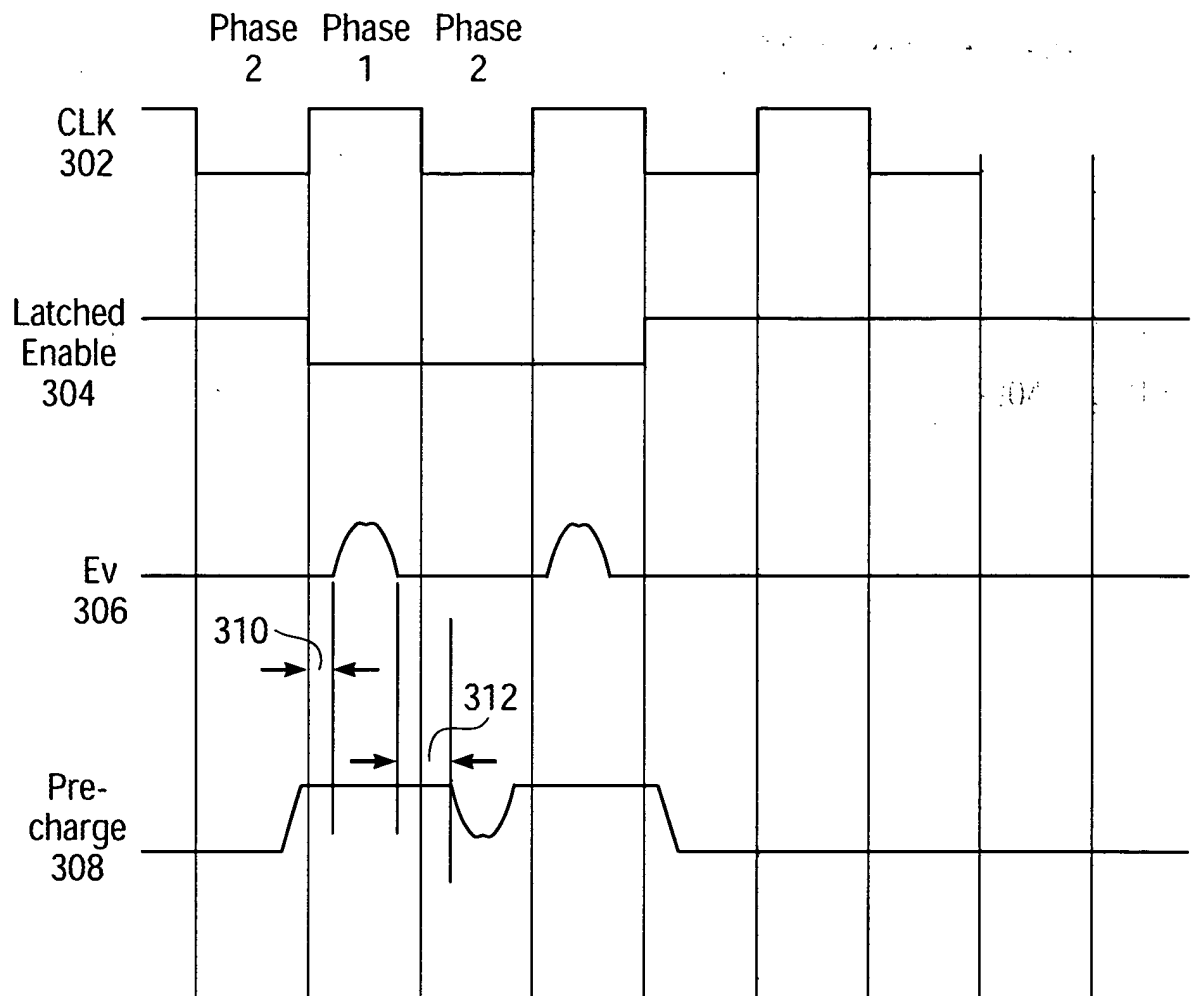 Phase Phase Phase
2 1 2
CLK
302
Latched
Enable
304
Ev
306
310
312
Pre-
charge
308